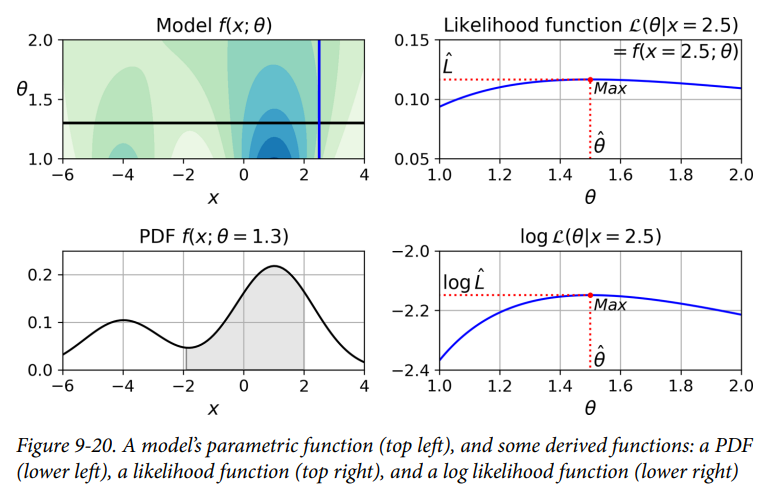 Model f(x; θ)
2.0
θ 1.5
1.0
−6 −4 −2 0 2 4
x
Likelihood function ℒ(θ|x = 2.5)
= f(x = 2.5; θ)
0.15
L̂
0.10
Max
θ̂
0.05
1.0 1.2 1.4 1.6 1.8 2.0
θ
PDF f(x; θ = 1.3)
0.2
0.1
0.0
−6 −4 −2 0 2 4
x
log ℒ(θ|x = 2.5)
−2.0
log L̂
Max
−2.2
θ̂
−2.4
1.0 1.2 1.4 1.6 1.8 2.0
θ
Figure 9-20. A model’s parametric function (top left), and some derived functions: a PDF
(lower left), a likelihood function (top right), and a log likelihood function (lower right)